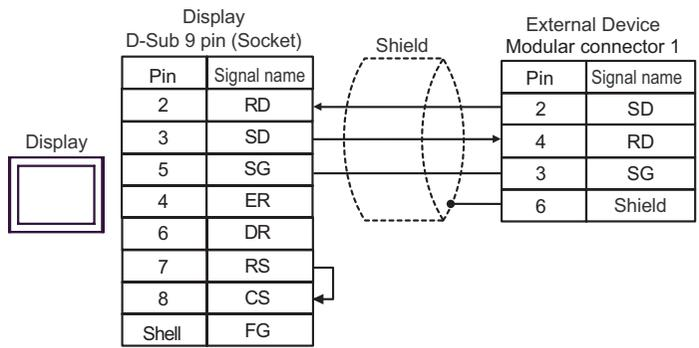 Display
D-Sub 9 pin (Socket)
Shield
External Device
Modular connector 1
Display
Pin Signal name
2 RD
3 SD
5 SG
4 ER
6 DR
7 RS
8 CS
Shell FG
Pin Signal name
2 SD
4 RD
3 SG
6 Shield